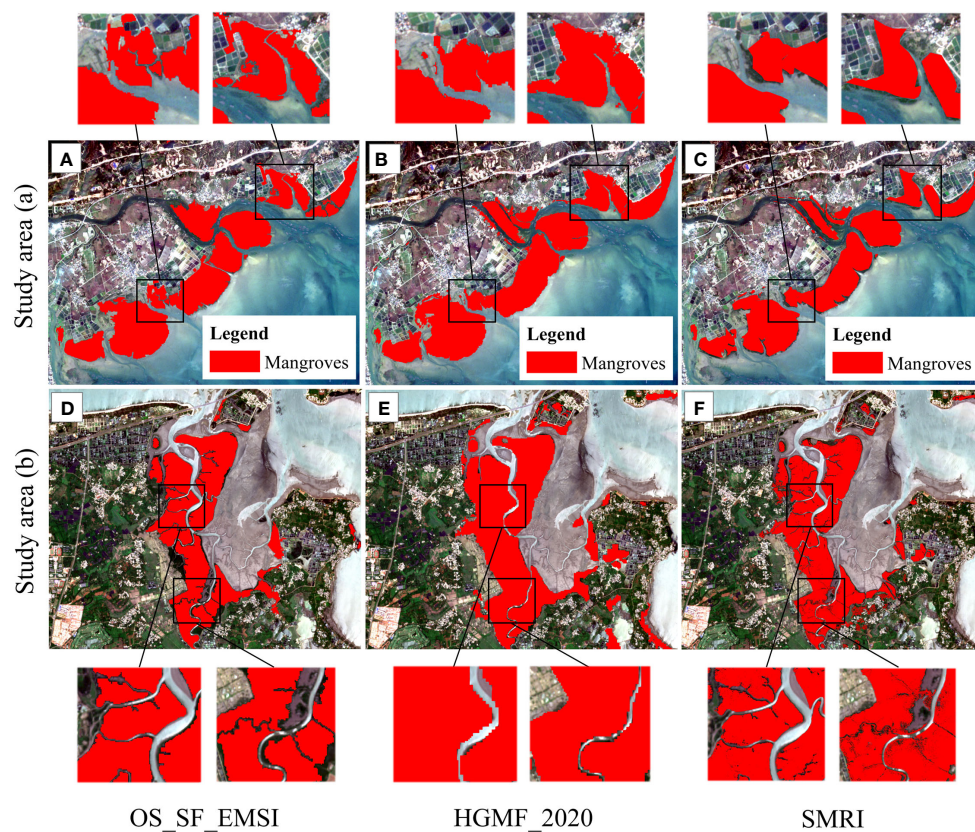 Study area (a)
A
B
C
Legend
Mangroves
Legend
Mangroves
Legend
Mangroves
Study area (b)
D
E
F
OS_SF_EMSI
HGMF_2020
SMRI